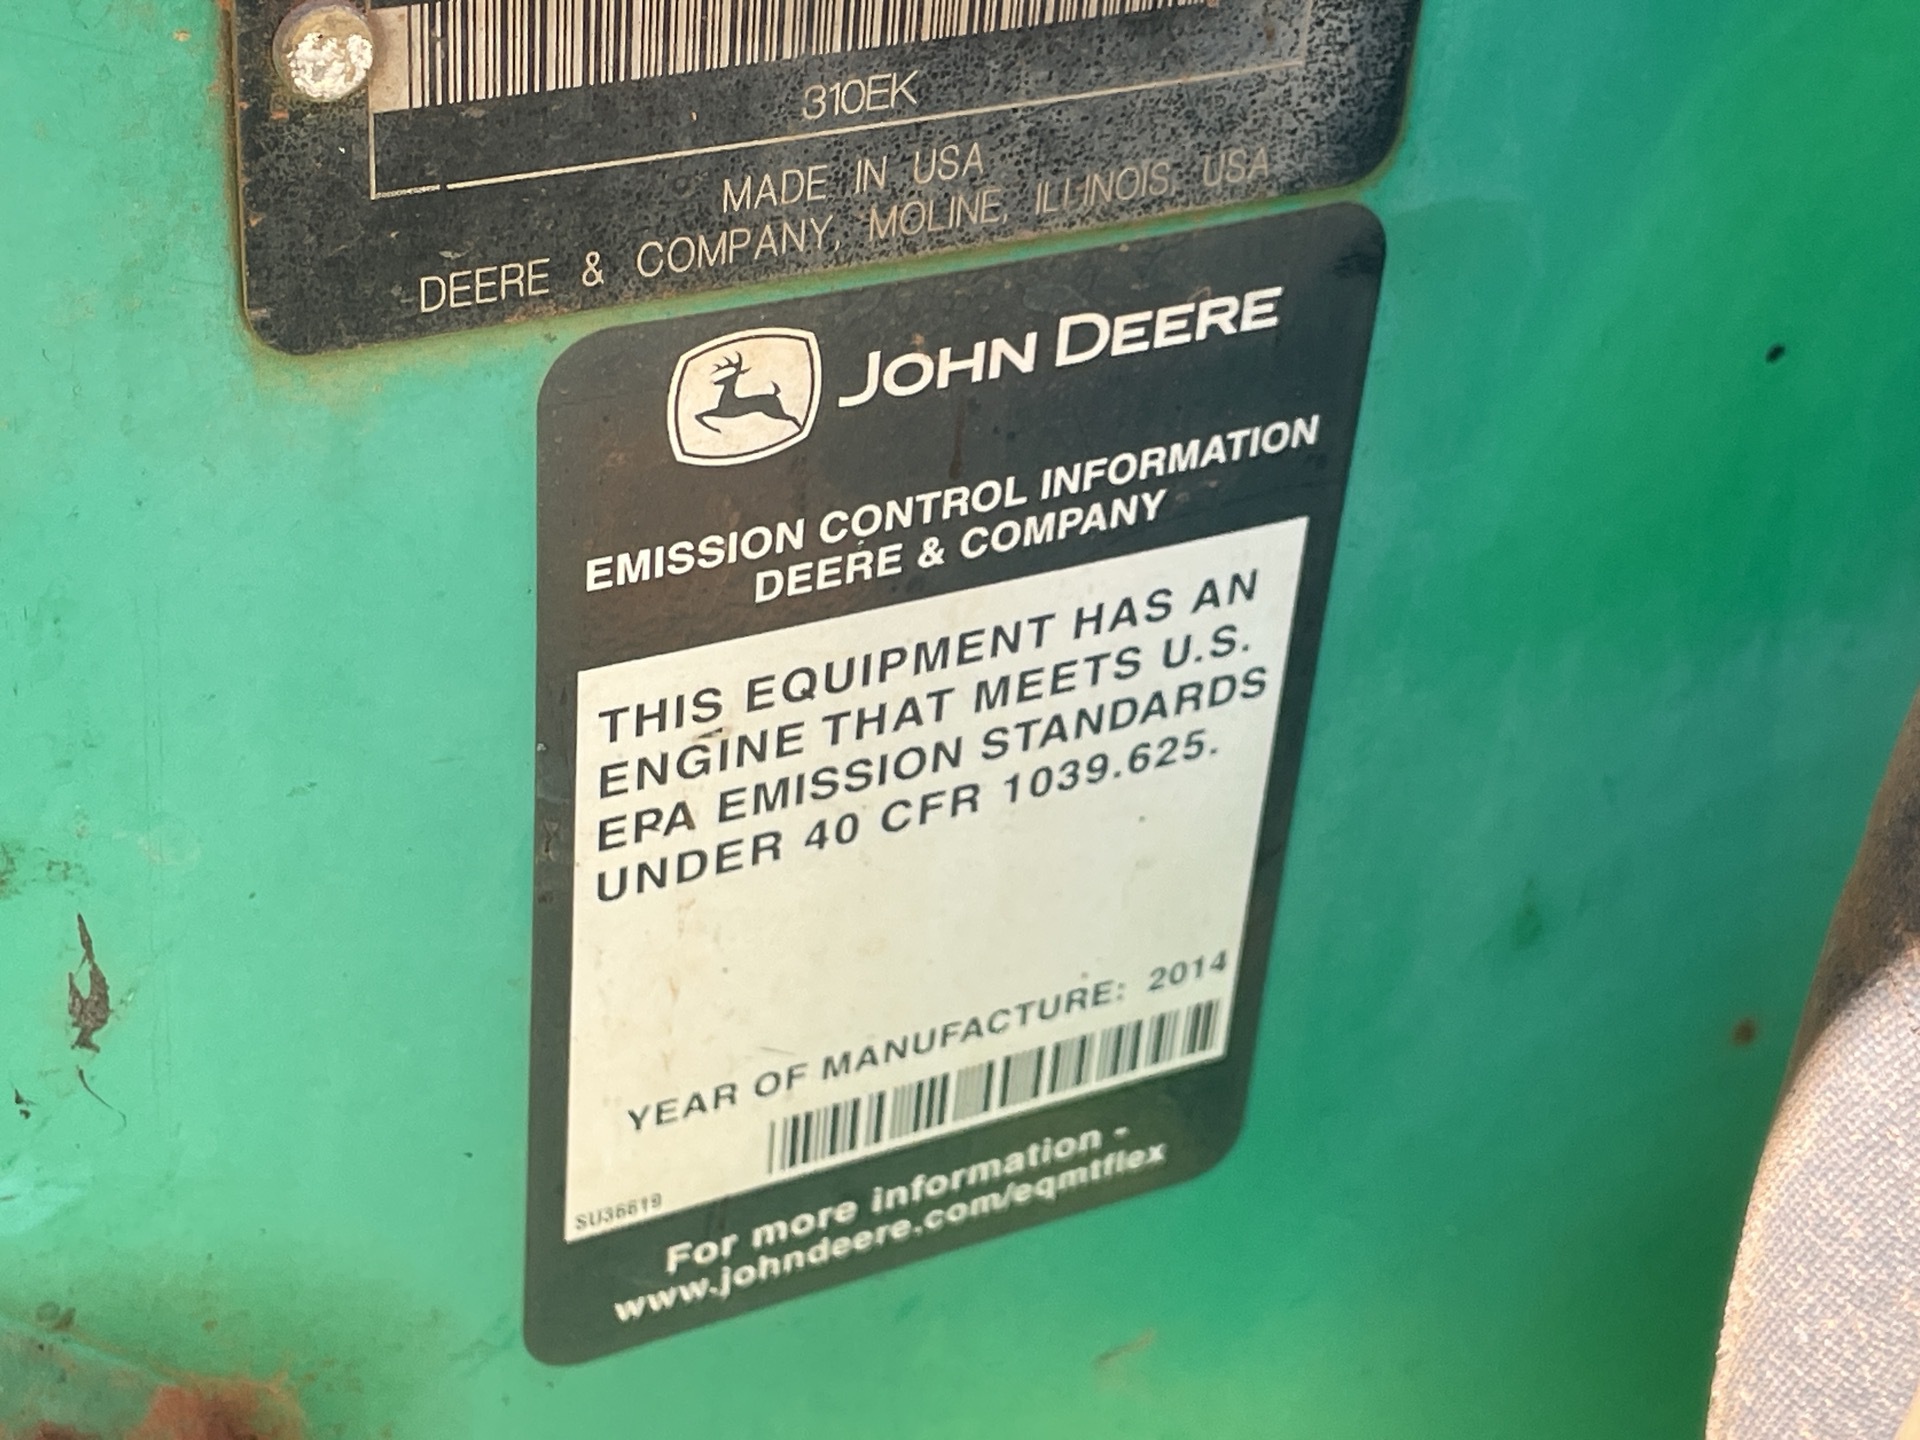 310EK
MADE IN USA
DEERE & COMPANY, MOLINE, ILLINOIS, USA
JOHN DEERE
EMISSION CONTROL INFORMATION
DEERE & COMPANY
THIS EQUIPMENT HAS AN
ENGINE THAT MEETS U.S.
EPA EMISSION STANDARDS
UNDER 40 CFR 1039.625.
YEAR OF MANUFACTURE: 2014
SU36619
For more information -
www.johndeere.com/eqmtflex